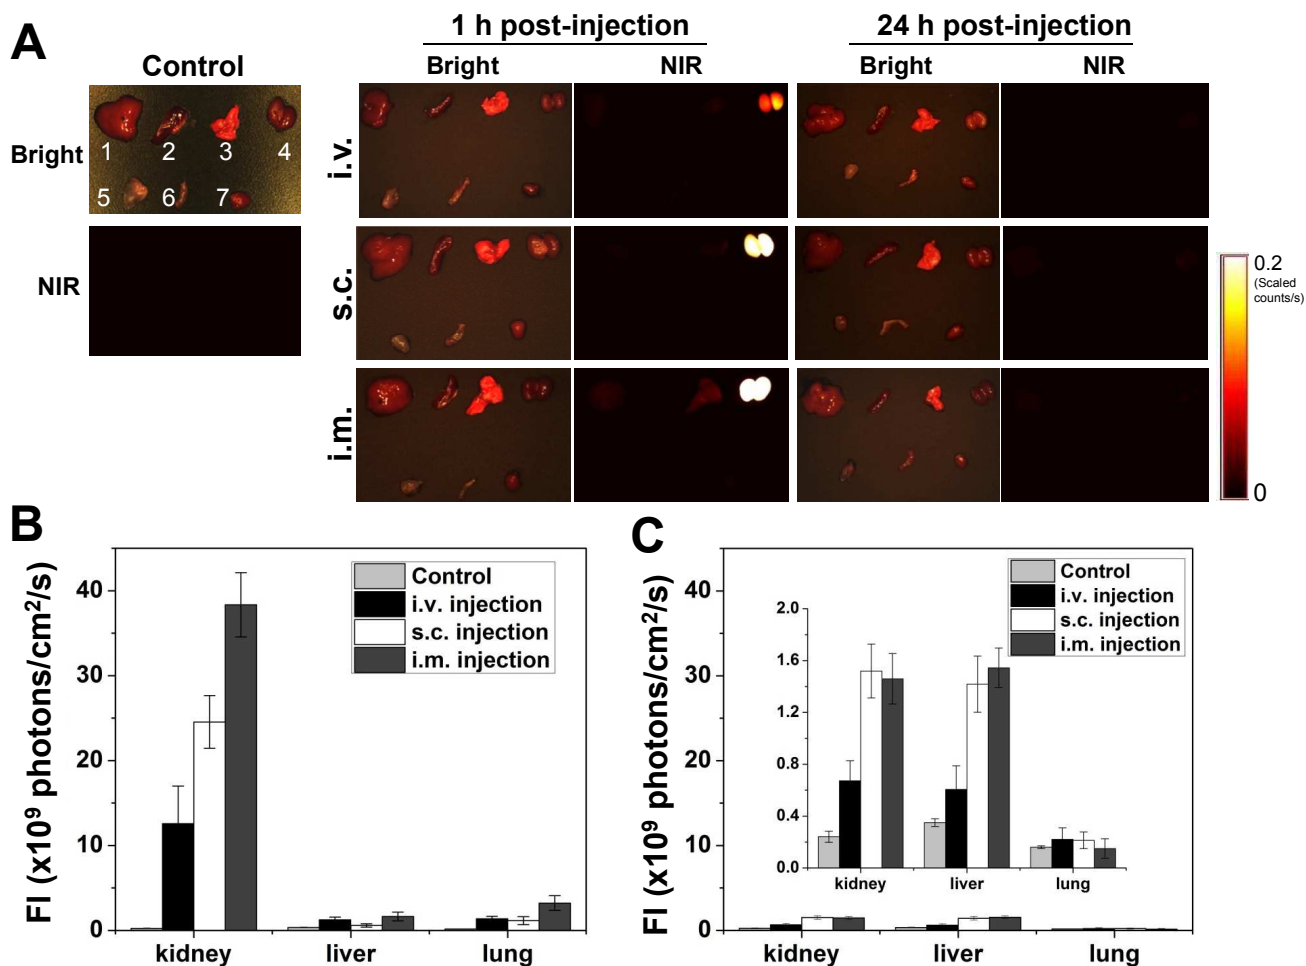 A
1 h post-injection
24 h post-injection
Control
Bright
NIR
Bright
NIR
Bright
1 2 3 4
5 6 7
NIR
i.v.
s.c.
i.m.
0.2
(Scaled
counts/s)
0
B
FI (x10⁹ photons/cm²/s)
40
30
20
10
0
Control
i.v. injection
s.c. injection
i.m. injection
kidney liver lung
C
FI (x10⁹ photons/cm²/s)
40
30
20
10
0
Control
i.v. injection
s.c. injection
i.m. injection
2.0
1.6
1.2
0.8
0.4
0.0
kidney liver lung
kidney liver lung